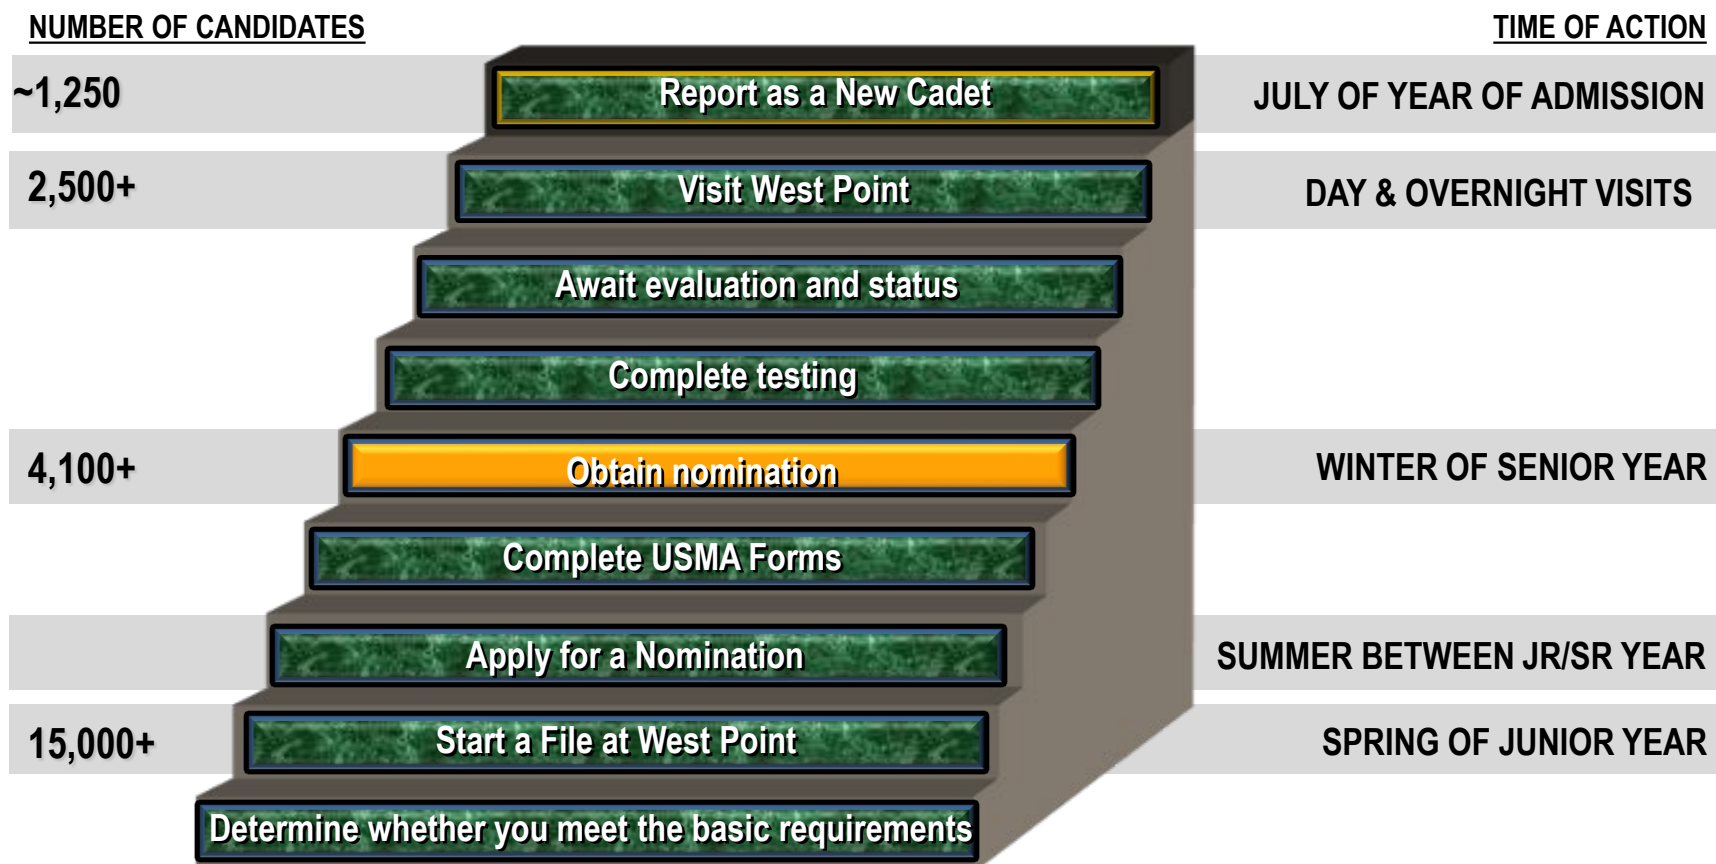 NUMBER OF CANDIDATES
TIME OF ACTION
~1,250
Report as a New Cadet
JULY OF YEAR OF ADMISSION
2,500+
Visit West Point
DAY & OVERNIGHT VISITS
Await evaluation and status
Complete testing
4,100+
Obtain nomination
WINTER OF SENIOR YEAR
Complete USMA Forms
Apply for a Nomination
SUMMER BETWEEN JR/SR YEAR
15,000+
Start a File at West Point
SPRING OF JUNIOR YEAR
Determine whether you meet the basic requirements